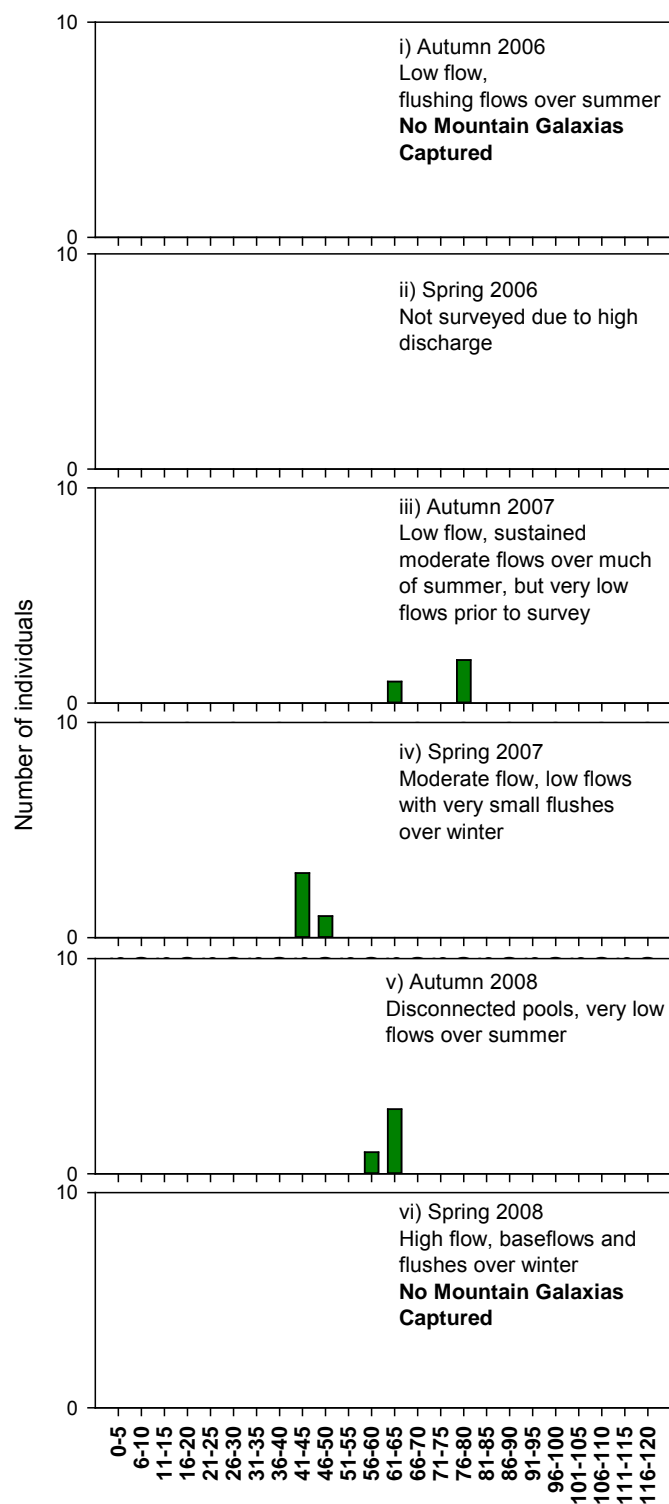 10
i) Autumn 2006
Low flow,
flushing flows over summer
No Mountain Galaxias
Captured
0
10
ii) Spring 2006
Not surveyed due to high
discharge
0
10
iii) Autumn 2007
Low flow, sustained
moderate flows over much
of summer, but very low
flows prior to survey
0
Number of individuals
10
iv) Spring 2007
Moderate flow, low flows
with very small flushes
over winter
0
10
v) Autumn 2008
Disconnected pools, very low
flows over summer
0
10
vi) Spring 2008
High flow, baseflows and
flushes over winter
No Mountain Galaxias
Captured
0
0-5
6-10
11-15
16-20
21-25
26-30
31-35
36-40
41-45
46-50
51-55
56-60
61-65
66-70
71-75
76-80
81-85
86-90
91-95
96-100
101-105
106-110
111-115
116-120